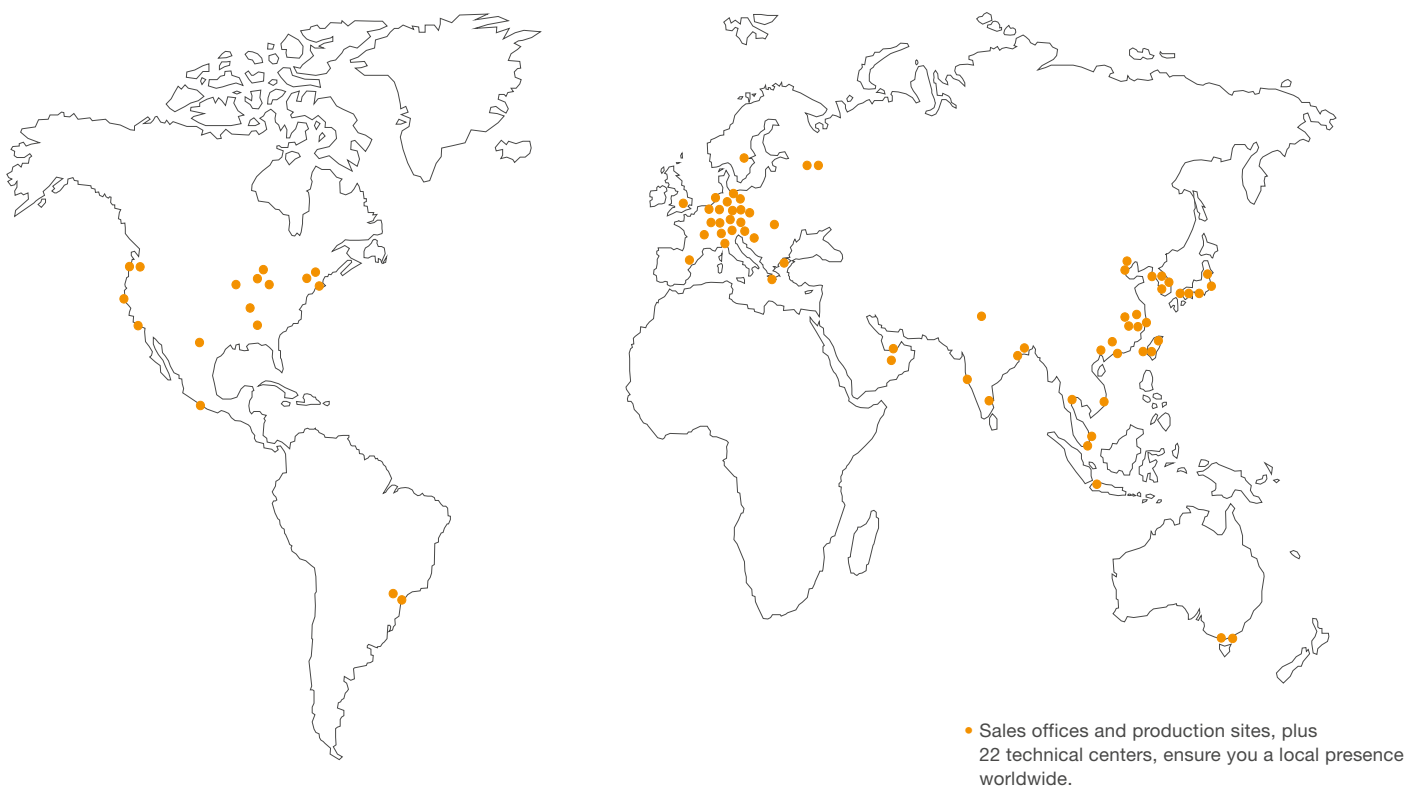 Sales offices and production sites, plus
22 technical centers, ensure you a local presence
worldwide.